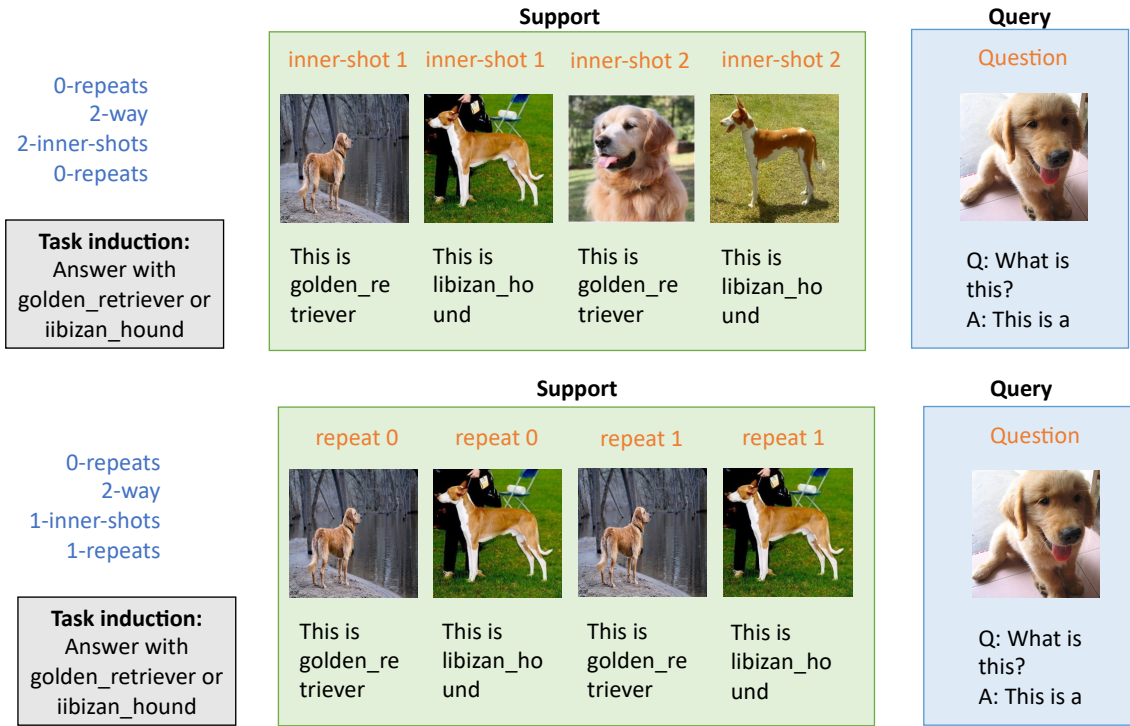 Support
Query
inner-shot 1
inner-shot 1
inner-shot 2
inner-shot 2
Question
0-repeats
2-way
2-inner-shots
0-repeats
Task induction:
Answer with
golden_retriever or
iibizan_hound
This is
golden_re
triever
This is
libizan_ho
und
This is
golden_re
triever
This is
libizan_ho
und
Q: What is
this?
A: This is a
Support
Query
repeat 0
repeat 0
repeat 1
repeat 1
Question
0-repeats
2-way
1-inner-shots
1-repeats
Task induction:
Answer with
golden_retriever or
iibizan_hound
This is
golden_re
triever
This is
libizan_ho
und
This is
golden_re
triever
This is
libizan_ho
und
Q: What is
this?
A: This is a